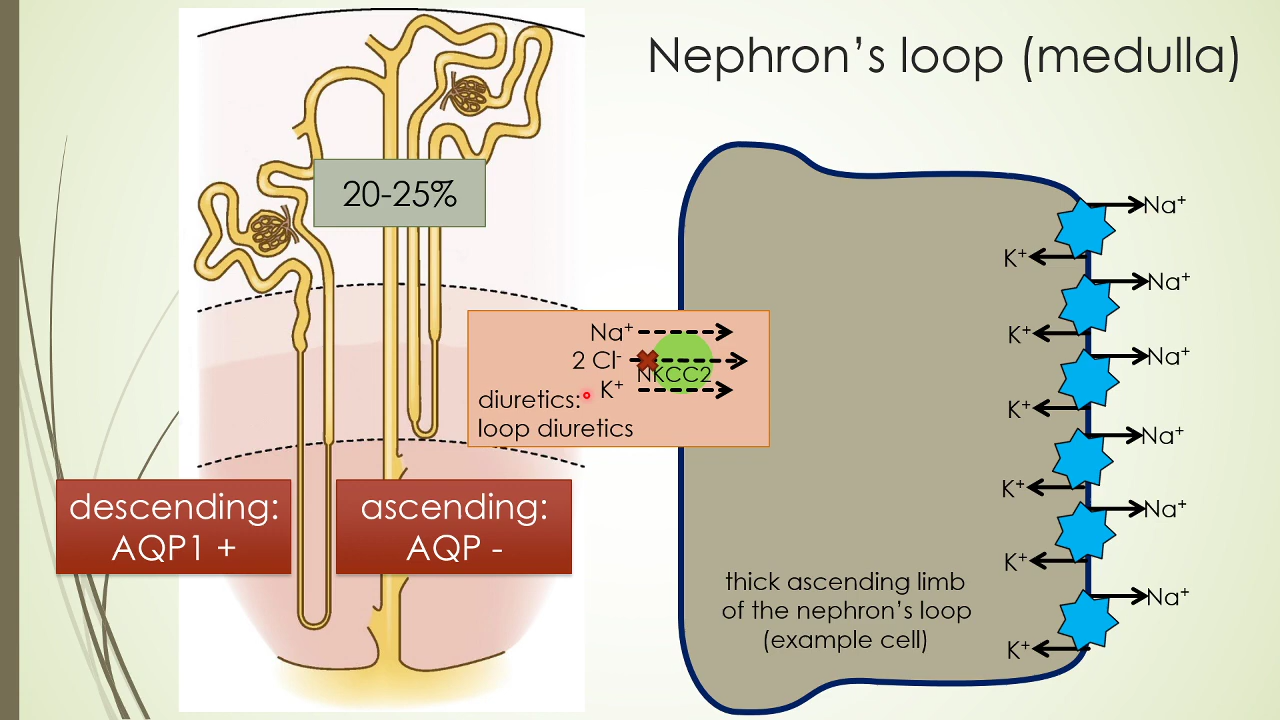 Nephron’s loop (medulla)
20-25%
descending:
AQP1 +
ascending:
AQP -
Na⁺
2 Cl⁻
K⁺
NKCC2
diuretics:
loop diuretics
thick ascending limb
of the nephron’s loop
(example cell)
Na⁺
K⁺
Na⁺
K⁺
Na⁺
K⁺
Na⁺
K⁺
Na⁺
K⁺
Na⁺
K⁺